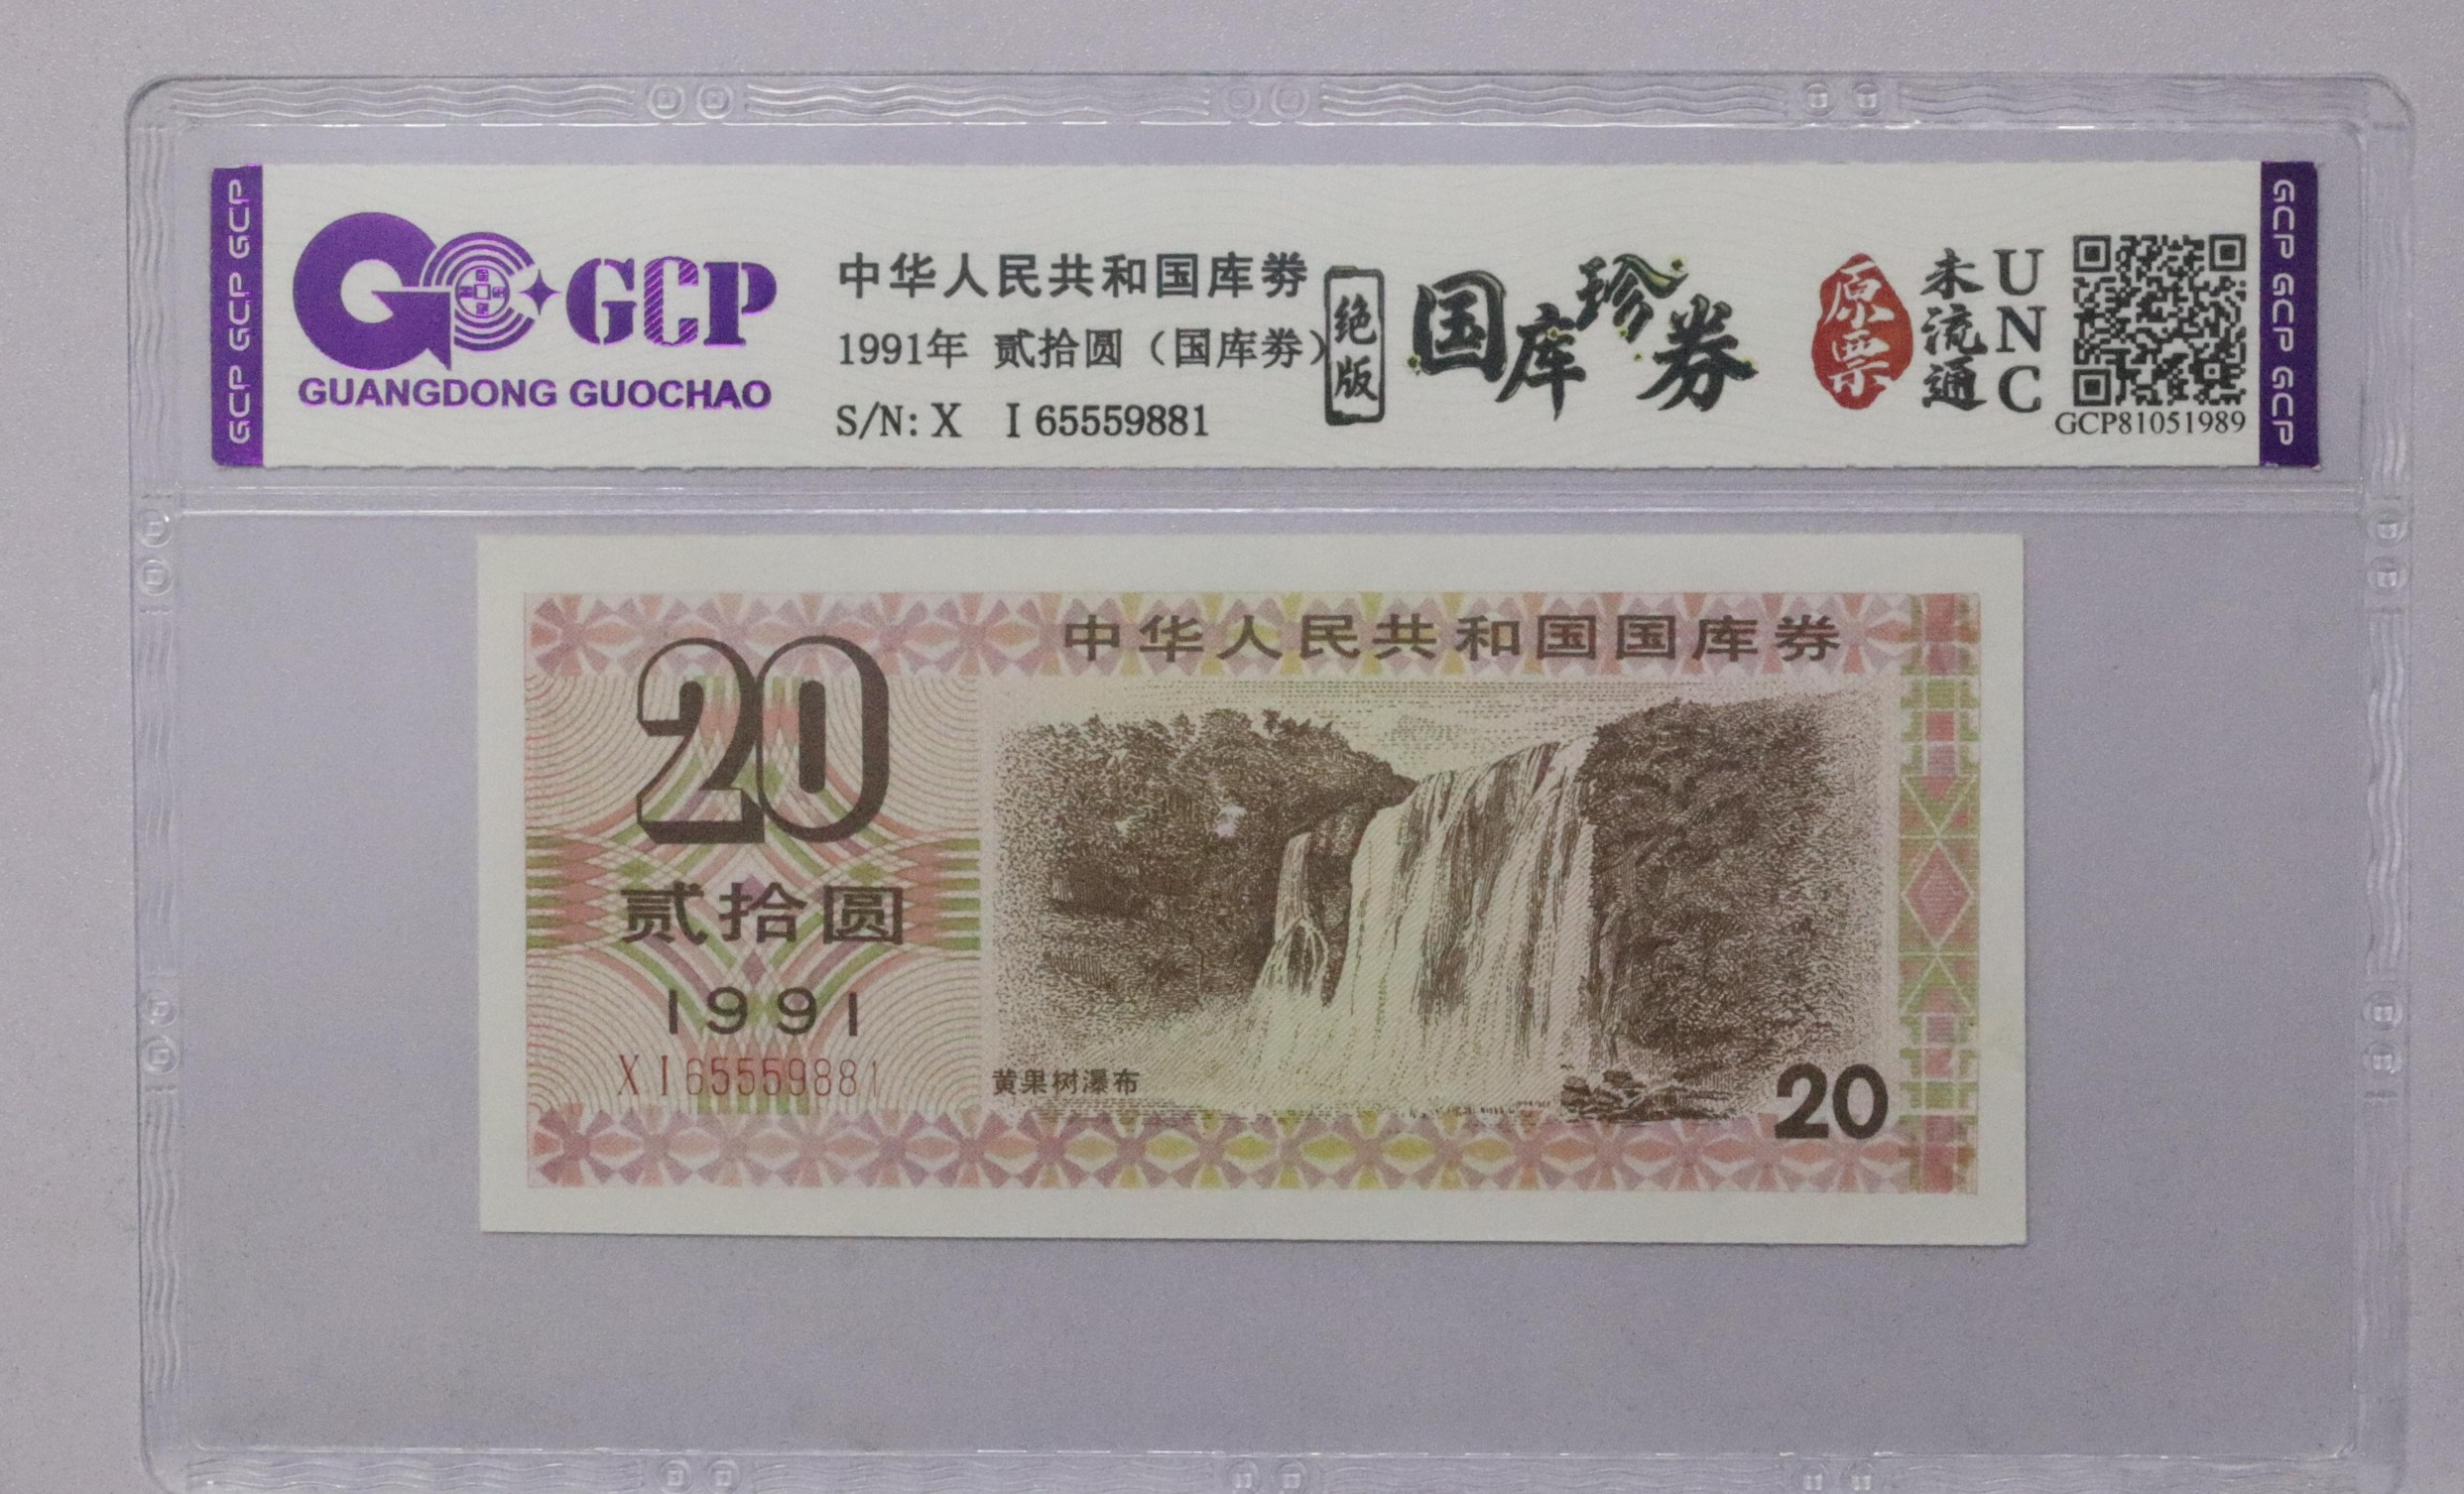 GCP GCP GCP
GCP
GUANGDONG GUOCHAO
中华人民共和国库券
1991年 贰拾圆（国库券）
S/N: X I 65559881
绝版
国库珍券
原票
未流通
UNC
GCP81051989
GCP GCP GCP
20
贰拾圆
1991
X I 65559881
中华人民共和国国库券
黄果树瀑布
20